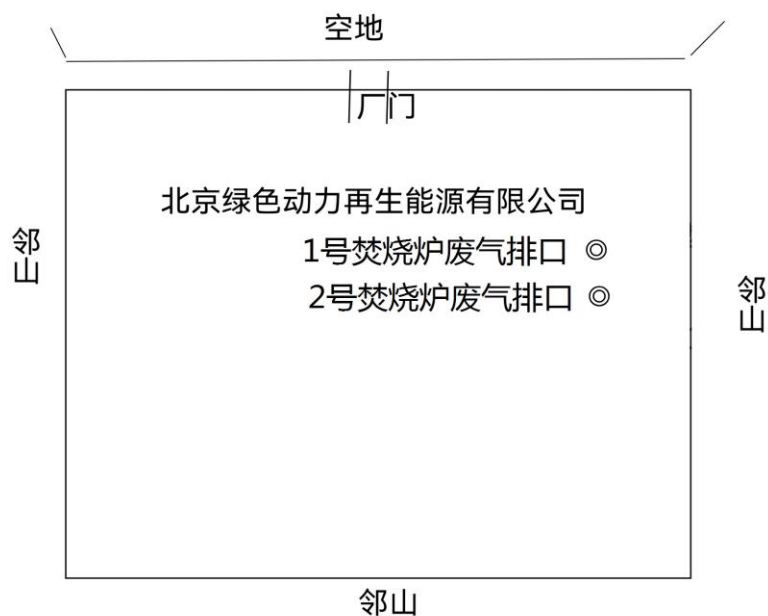 空地
厂门
北京绿色动力再生能源有限公司
1号焚烧炉废气排口 ◎
2号焚烧炉废气排口 ◎
邻山
邻山
邻山